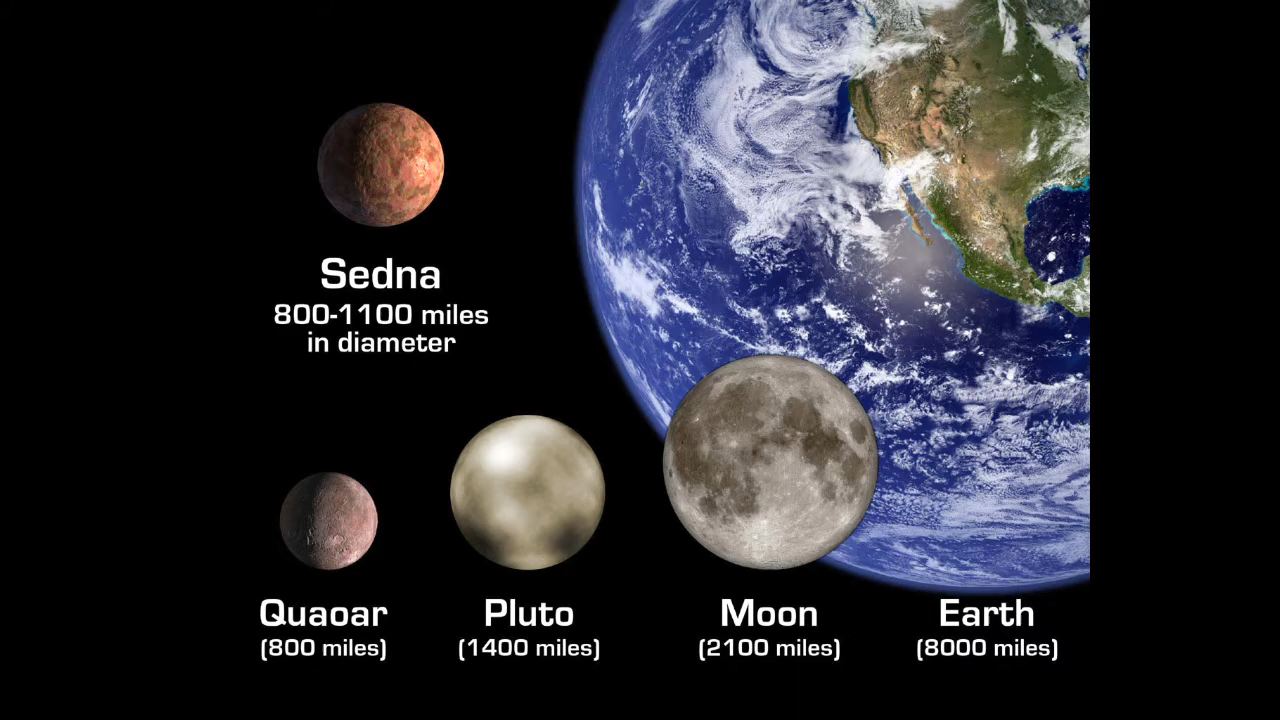 Sedna
800-1100 miles
in diameter
Quaoar
(800 miles)
Pluto
(1400 miles)
Moon
(2100 miles)
Earth
(8000 miles)